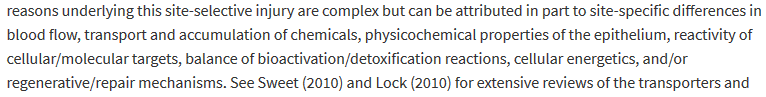 reasons underlying this site-selective injury are complex but can be attributed in part to site-specific differences in
blood flow, transport and accumulation of chemicals, physicochemical properties of the epithelium, reactivity of
cellular/molecular targets, balance of bioactivation/detoxification reactions, cellular energetics, and/or
regenerative/repair mechanisms. See Sweet (2010) and Lock (2010) for extensive reviews of the transporters and